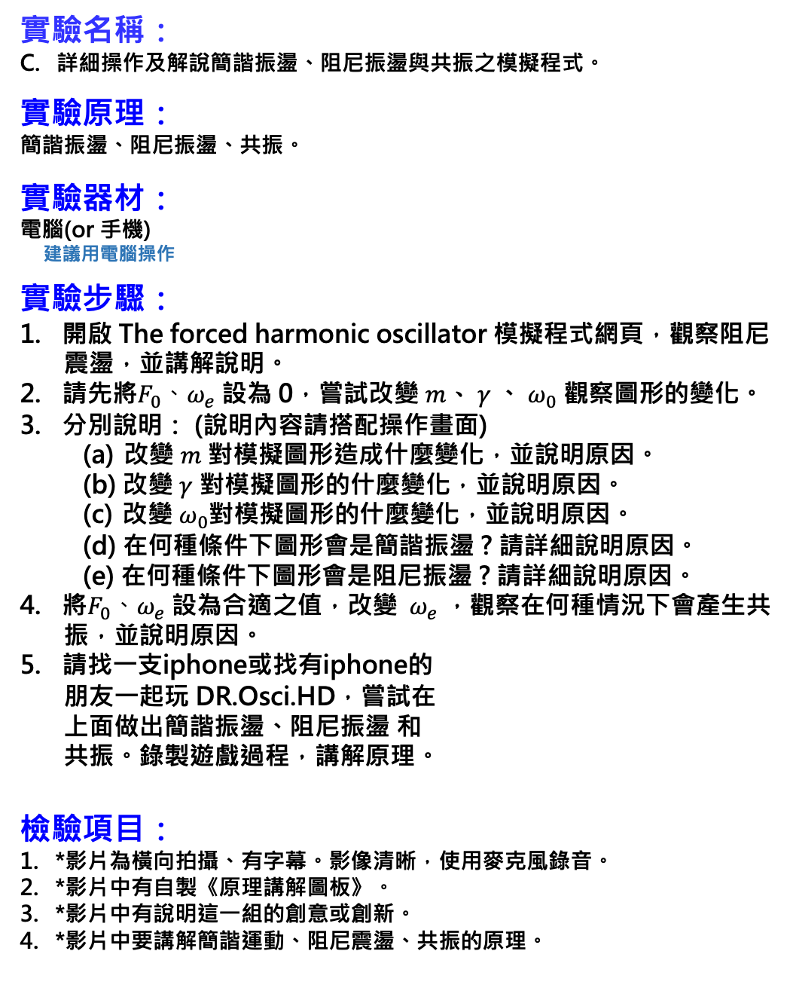 實驗名稱：
C. 詳細操作及解說簡諧振盪、阻尼振盪與共振之模擬程式。
實驗原理：
簡諧振盪、阻尼振盪、共振。
實驗器材：
電腦(or 手機)
建議用電腦操作
實驗步驟：
1. 開啟 The forced harmonic oscillator 模擬程式網頁，觀察阻尼
震盪，並講解說明。
2. 請先將F₀、ωₑ 設為 0，嘗試改變 m、 γ 、 ω₀ 觀察圖形的變化。
3. 分別說明： (說明內容請搭配操作畫面)
(a) 改變 m 對模擬圖形造成什麼變化，並說明原因。
(b) 改變 γ 對模擬圖形的什麼變化，並說明原因。
(c) 改變 ω₀對模擬圖形的什麼變化，並說明原因。
(d) 在何種條件下圖形會是簡諧振盪？請詳細說明原因。
(e) 在何種條件下圖形會是阻尼振盪？請詳細說明原因。
4. 將F₀、ωₑ 設為合適之值，改變 ωₑ ，觀察在何種情況下會產生共
振，並說明原因。
5. 請找一支iphone或找有iphone的
朋友一起玩 DR.Osci.HD，嘗試在
上面做出簡諧振盪、阻尼振盪 和
共振。錄製遊戲過程，講解原理。
檢驗項目：
1. *影片為橫向拍攝、有字幕。影像清晰，使用麥克風錄音。
2. *影片中有自製《原理講解圖板》。
3. *影片中有說明這一組的創意或創新。
4. *影片中要講解簡諧運動、阻尼震盪、共振的原理。